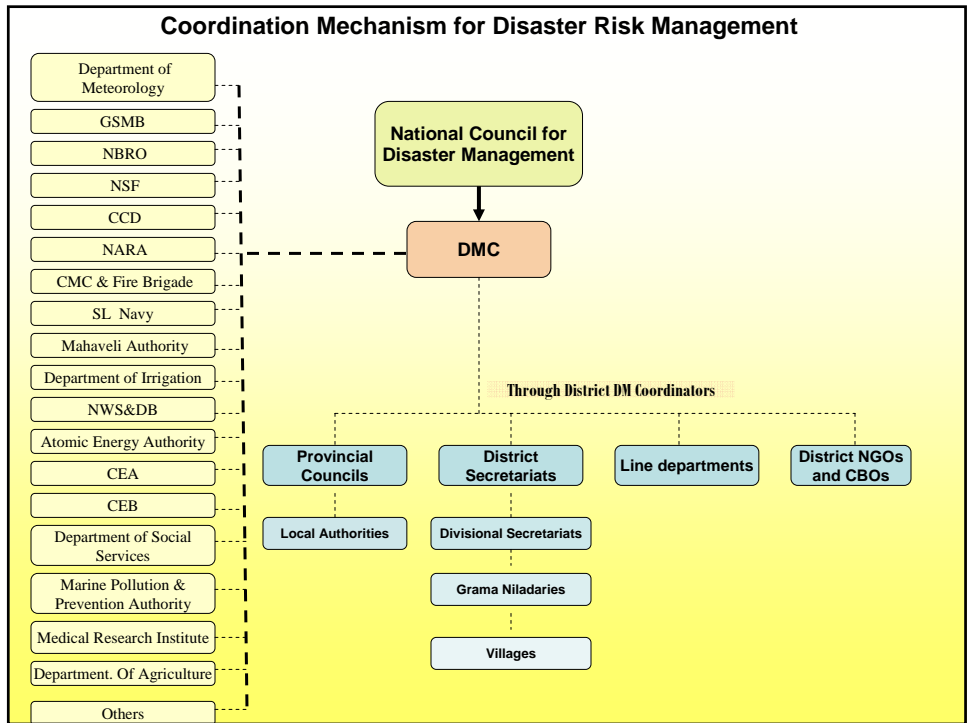 Coordination Mechanism for Disaster Risk Management
Department of
Meteorology
GSMB
NBRO
NSF
CCD
NARA
CMC & Fire Brigade
SL Navy
Mahaveli Authority
Department of Irrigation
NWS&DB
Atomic Energy Authority
CEA
CEB
Department of Social
Services
Marine Pollution &
Prevention Authority
Medical Research Institute
Department. Of Agriculture
Others
National Council for
Disaster Management
DMC
Through District DM Coordinators
Provincial
Councils
District
Secretariats
Line departments
District NGOs
and CBOs
Local Authorities
Divisional Secretariats
Grama Niladaries
Villages